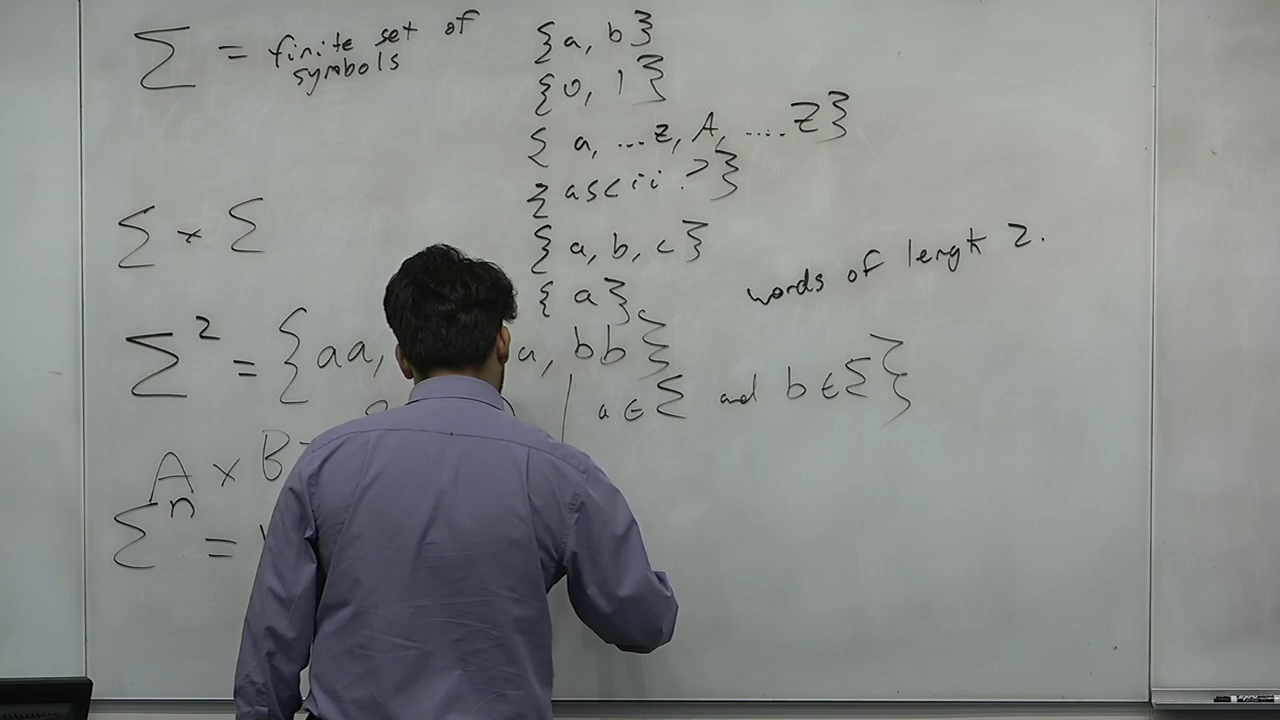 Σ = finite set of
symbols
{a, b}
{0, 1}
{ a, ... z, A, .... Z}
{ascii ?}
{a, b, c}
{a}
Σ × Σ
words of length 2.
Σ² = {aa, a, bb}
| a ∈ Σ and b ∈ Σ}
A × B
Σⁿ =